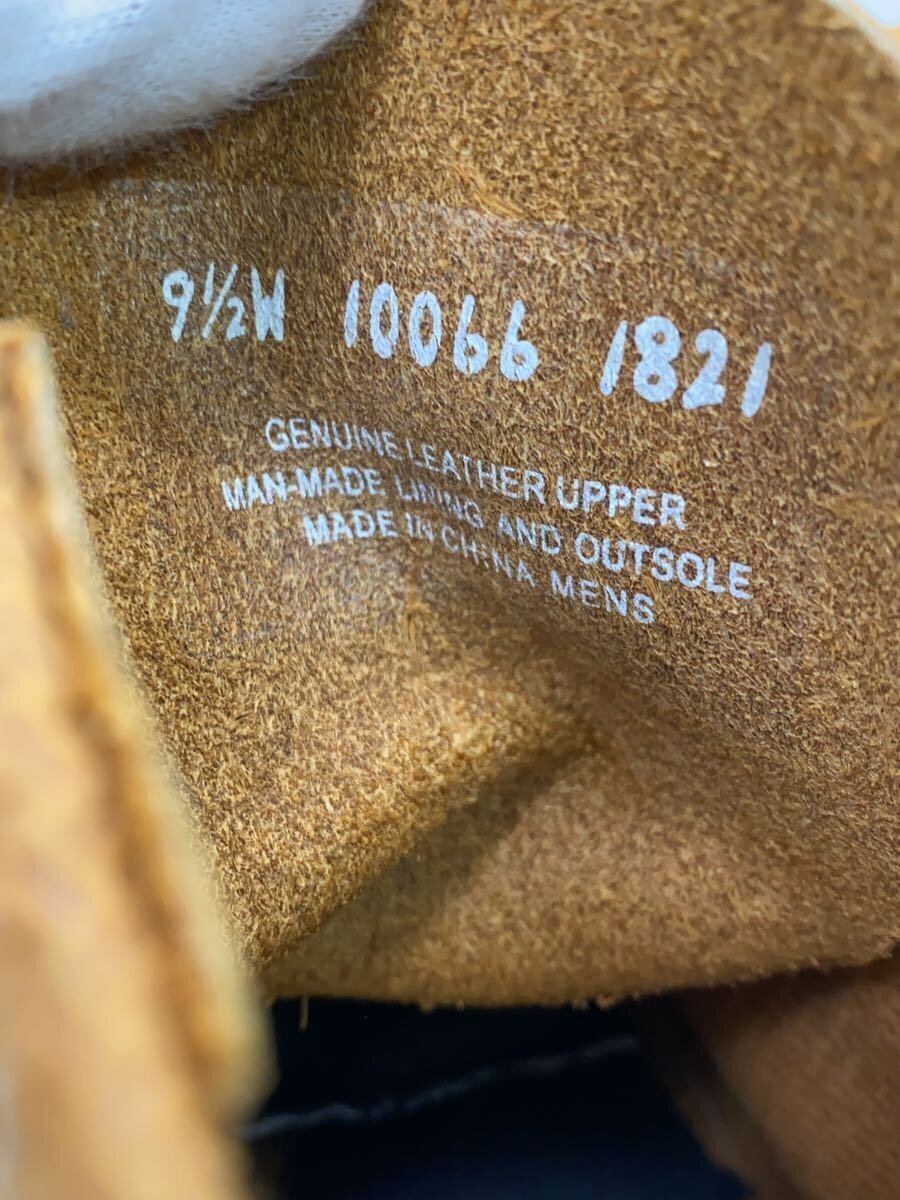 9½W 10066 1821
GENUINE LEATHER UPPER
MAN-MADE LINING AND OUTSOLE
MADE IN CHINA MENS